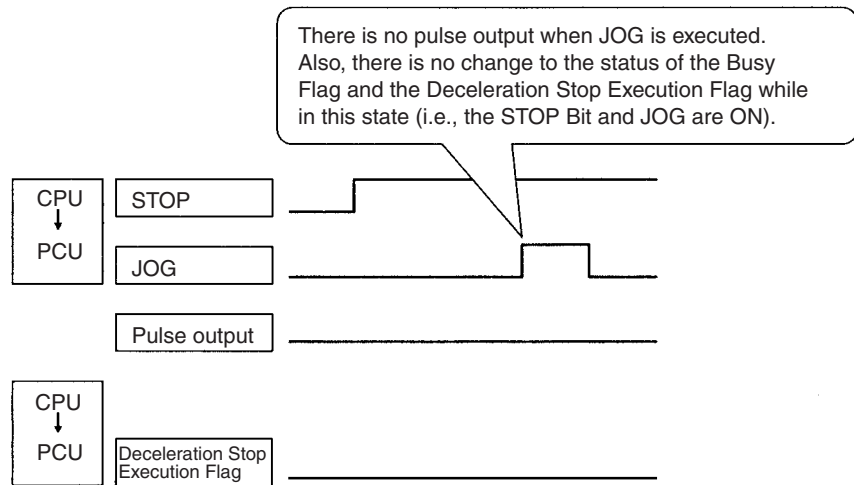 There is no pulse output when JOG is executed.
Also, there is no change to the status of the Busy
Flag and the Deceleration Stop Execution Flag while
in this state (i.e., the STOP Bit and JOG are ON).
CPU
PCU
STOP
JOG
Pulse output
CPU
PCU
Deceleration Stop
Execution Flag